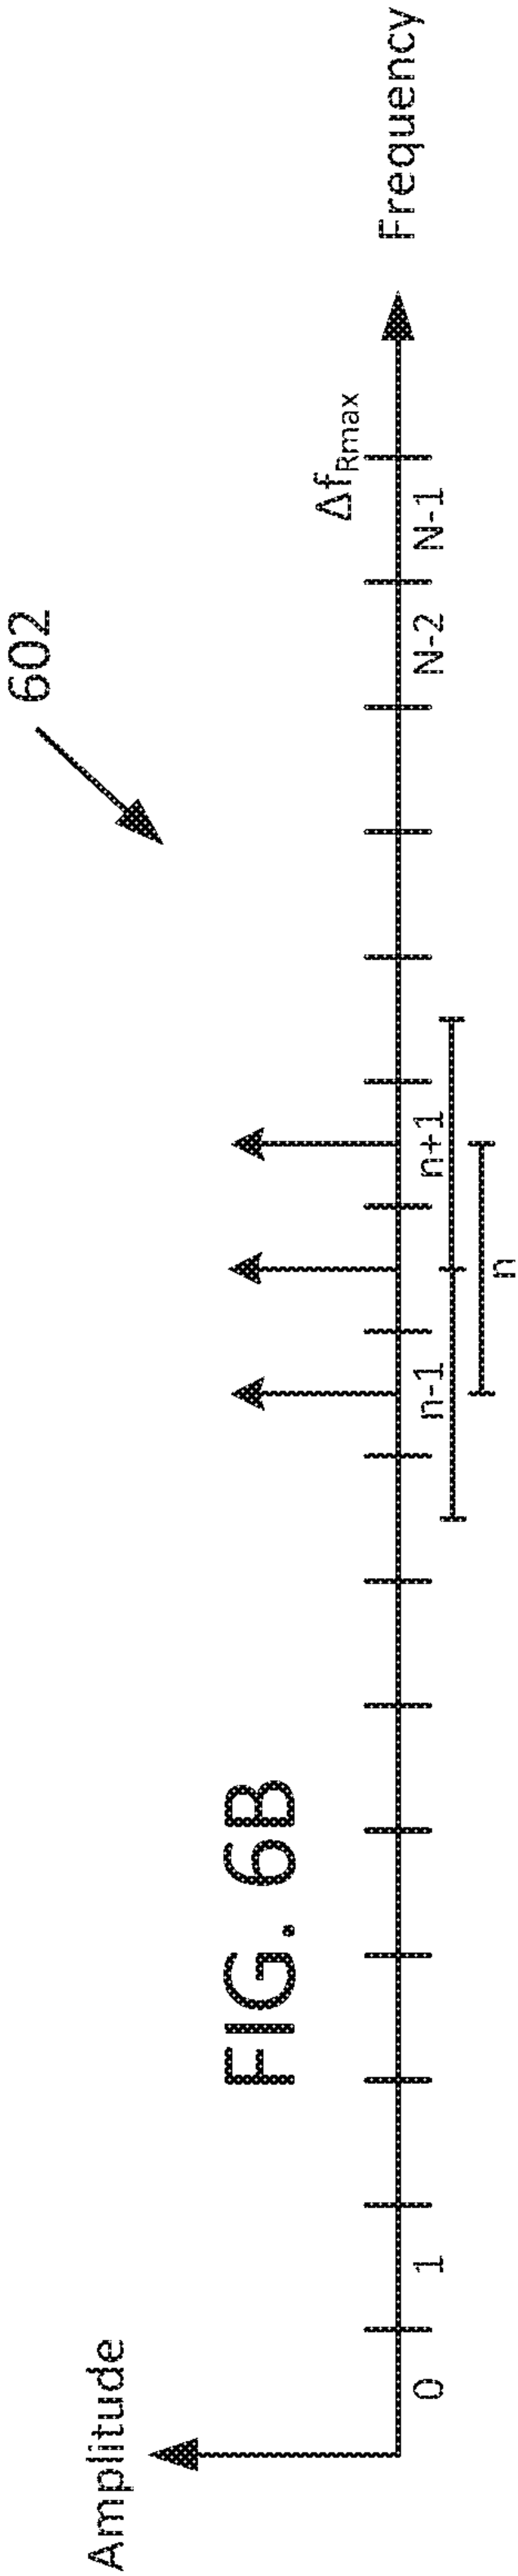 602
Amplitude
FIG. 6B
Δf_Rmax
Frequency
0 1 n-1 n+1 N-2 N-1
n